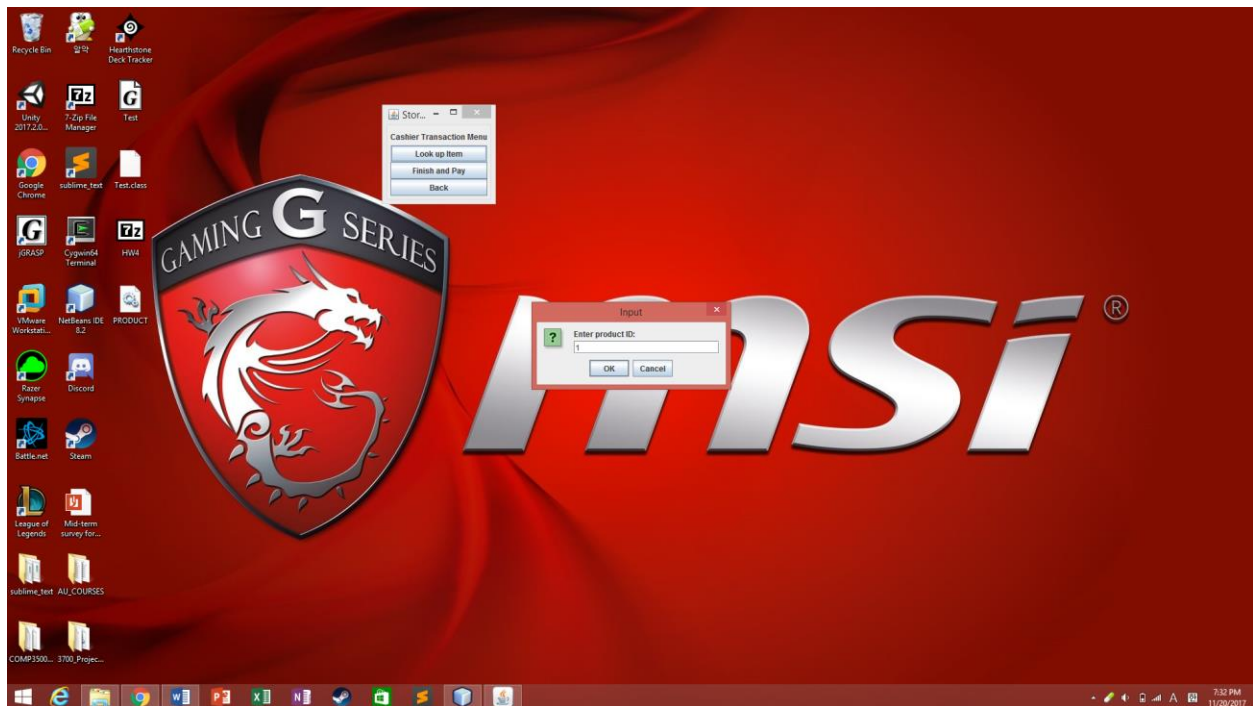 Recycle Bin
알약
Hearthstone
Deck Tracker
Unity
2017.2.0...
7-Zip File
Manager
Test
Google
Chrome
sublime_text
Test.class
jGRASP
Cygwin64
Terminal
HW4
VMware
Workstati...
NetBeans IDE
8.2
PRODUCT
Razer
Synapse
Discord
Battle.net
Steam
League of
Legends
Mid-term
survey for...
sublime_text
AU_COURSES
COMP3500...
3700_Projec...
Stor...
Cashier Transaction Menu
Look up Item
Finish and Pay
Back
GAMING G SERIES
msi ®
Input
Enter product ID:
1
OK
Cancel
A
7:32 PM
11/20/2017